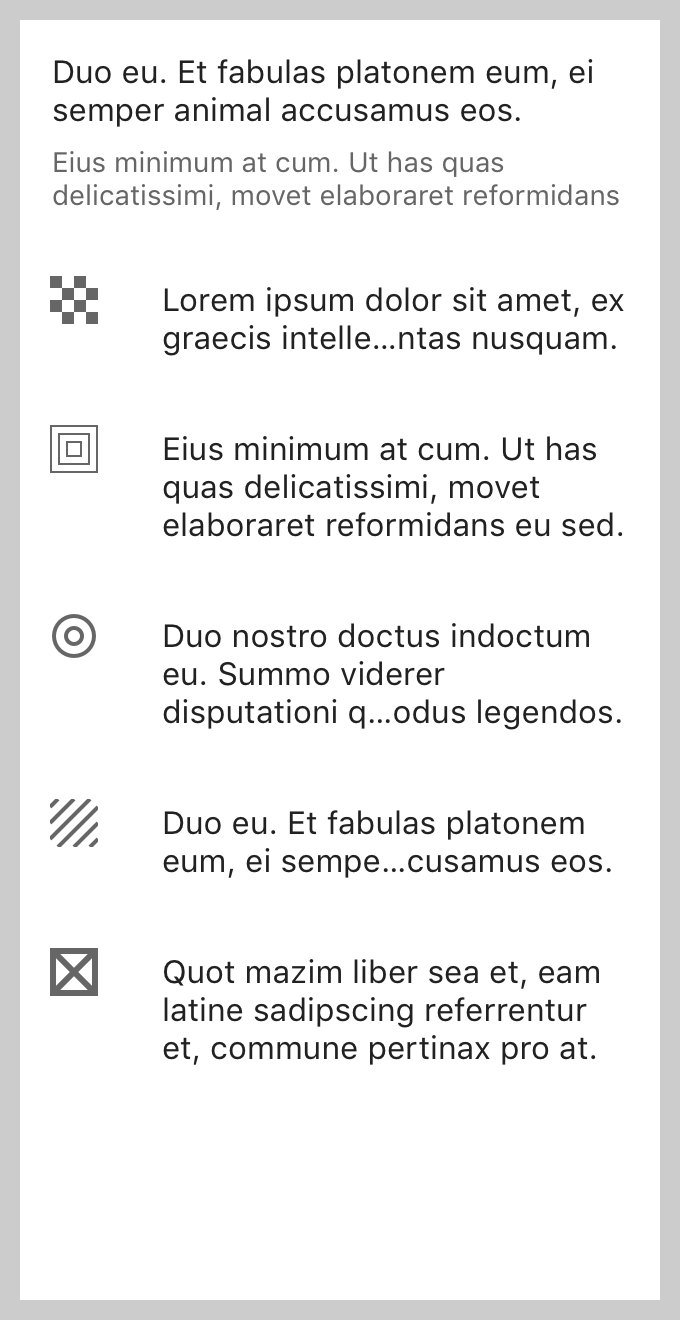 Duo eu. Et fabulas platonem eum, ei
semper animal accusamus eos.
Eius minimum at cum. Ut has quas
delicatissimi, movet elaboraret reformidans
Lorem ipsum dolor sit amet, ex
graecis intelle...ntas nusquam.
Eius minimum at cum. Ut has
quas delicatissimi, movet
elaboraret reformidans eu sed.
Duo nostro doctus indoctum
eu. Summo viderer
disputationi q...odus legendos.
Duo eu. Et fabulas platonem
eum, ei sempe...cusamus eos.
Quot mazim liber sea et, eam
latine sadipscing referrentur
et, commune pertinax pro at.